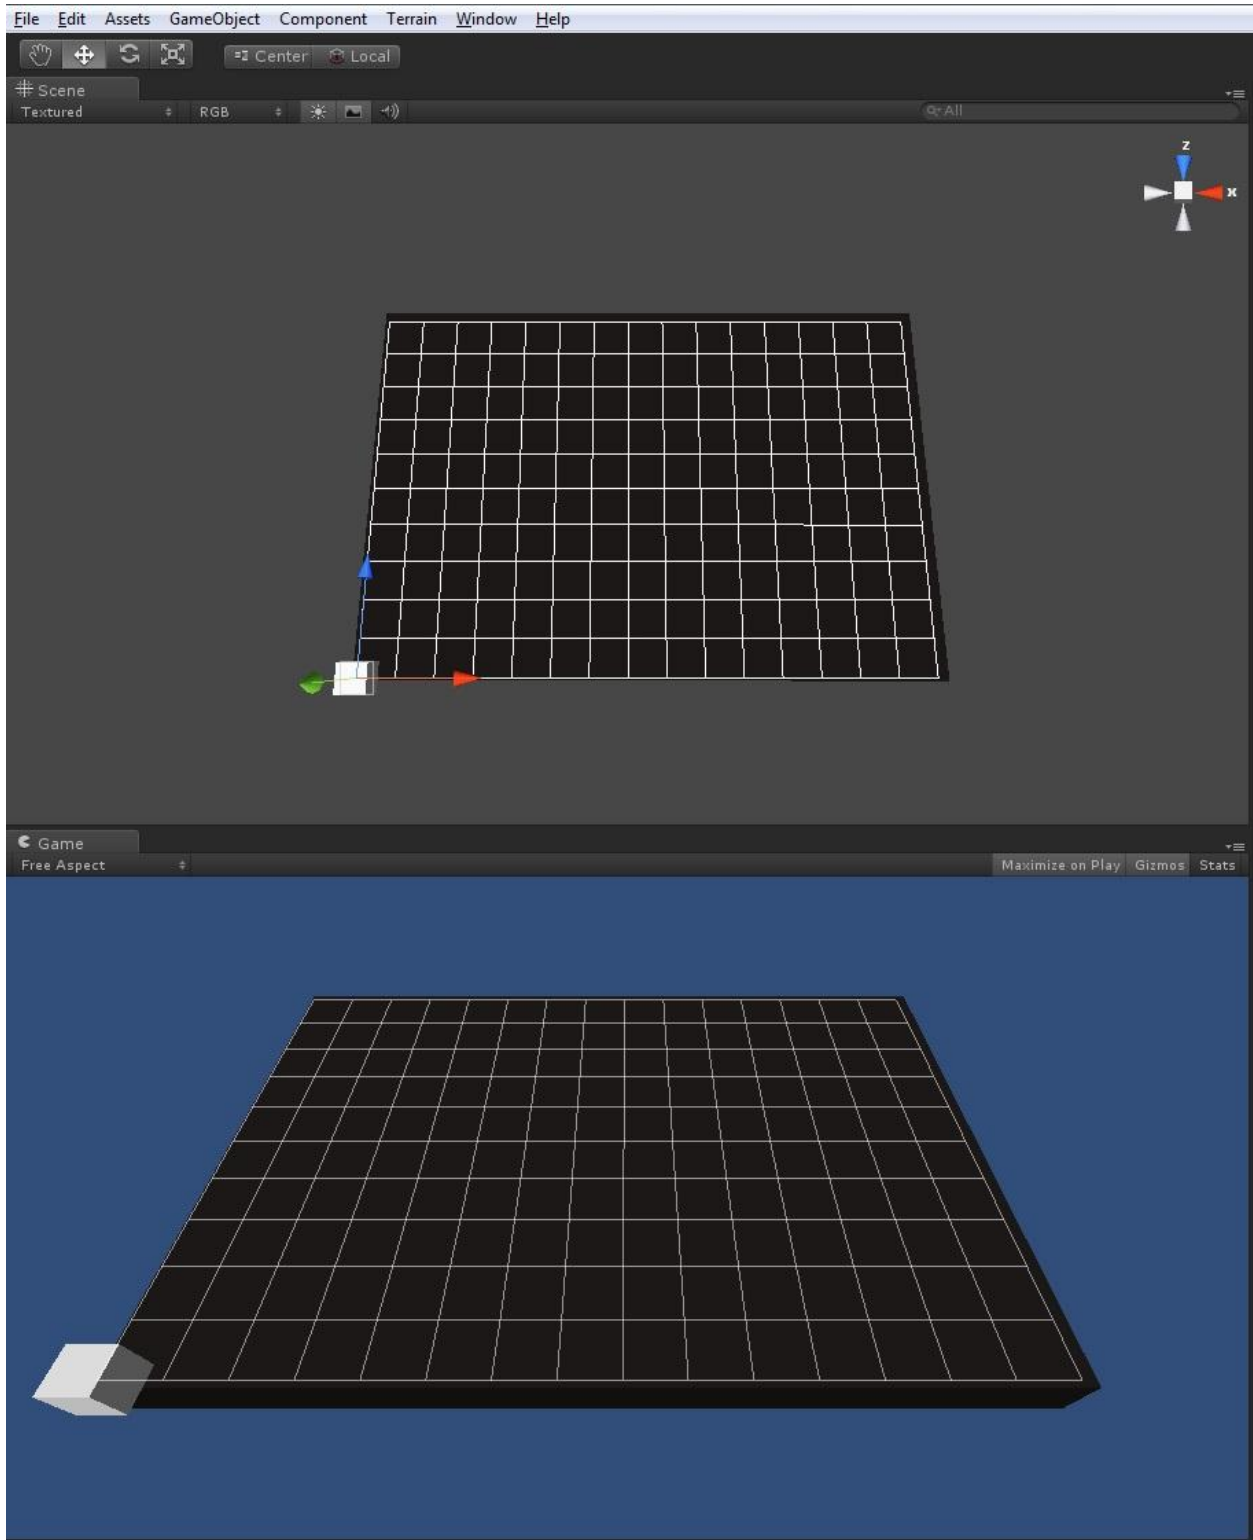 File Edit Assets GameObject Component Terrain Window Help
Center Local
Scene
Textured RGB All
z
x
Game
Free Aspect Maximize on Play Gizmos Stats